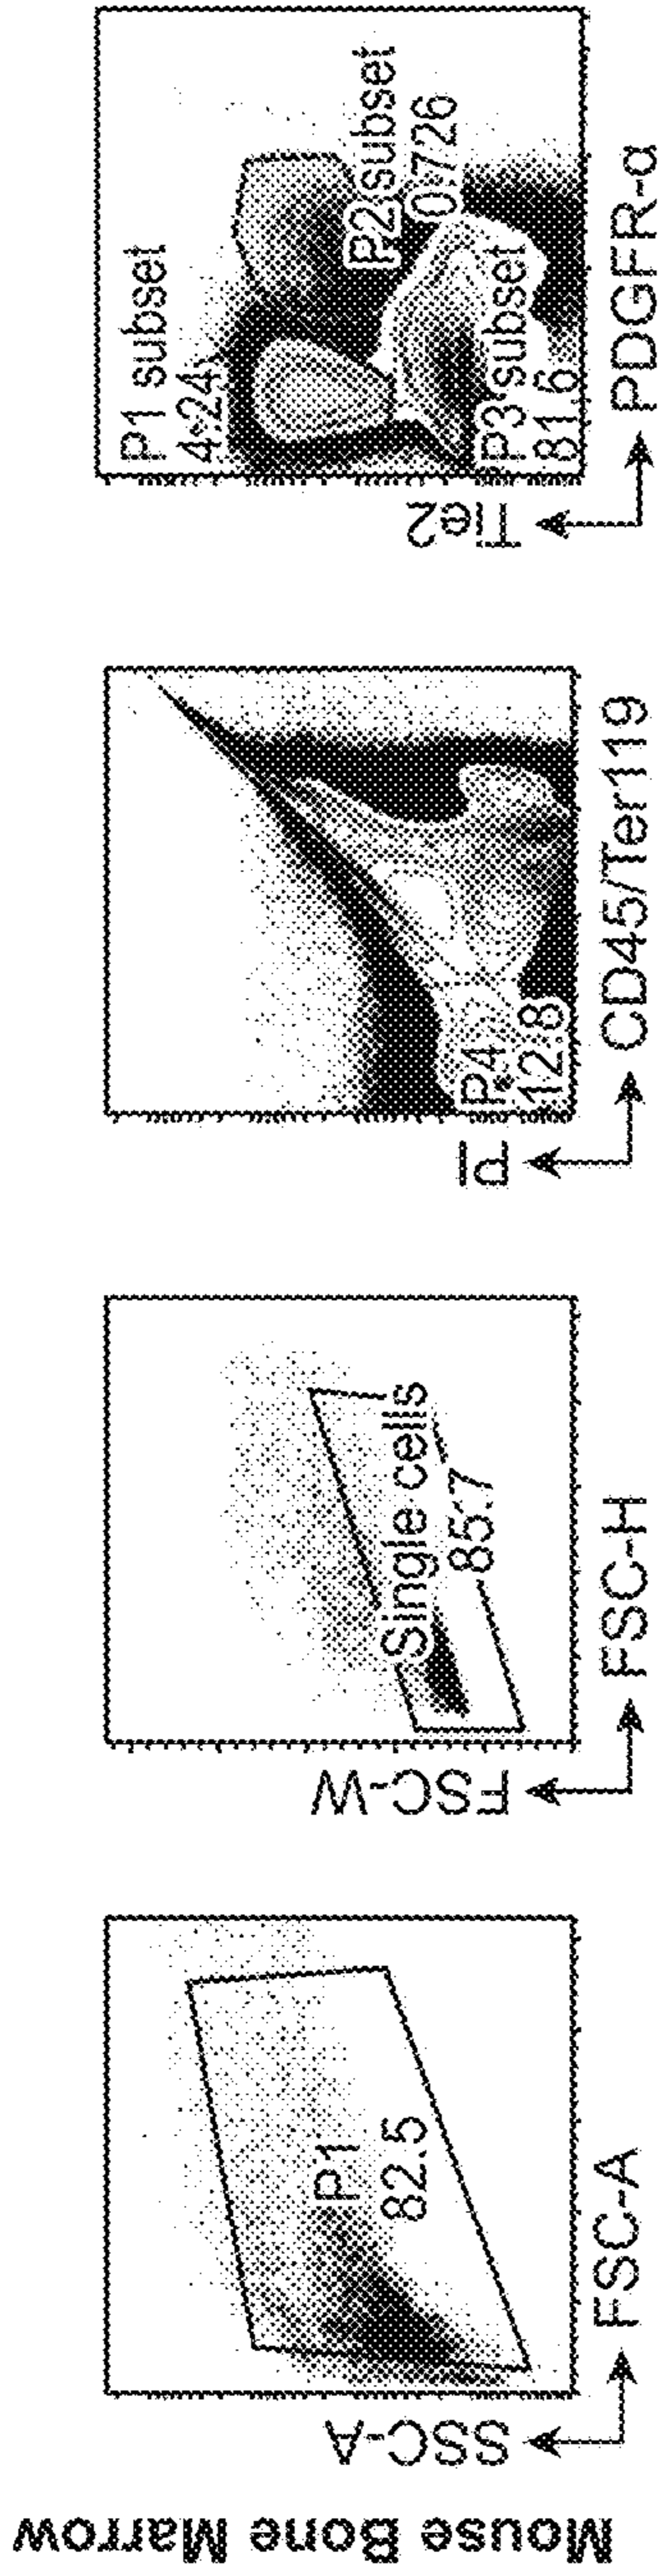 Mouse Bone Marrow
SSC-A
P1
82.5
FSC-A
FSC-W
Single cells
85.7
FSC-H
PI
P4
12.8
CD45/Ter119
Tie2
P1 subset
4.24
P2 subset
0.726
P3 subset
81.6
PDGFR-α